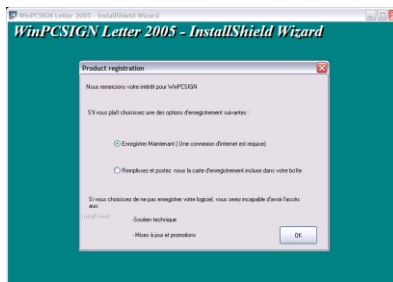 WinPCSIGN Letter 2005 - InstallShield Wizard
WinPCSIGN Letter 2005 - InstallShield Wizard
Product registration
Nous remercions votre intérêt pour WinPCSIGN
S'il vous plaît choisissez une des options d'enregistrement suivantes :
Enregistrer Maintenant ( Une connexion d'internet est requise)
Remplissez et postez nous la carte d'enregistrement incluse dans votre boîte
Si vous choisissez de ne pas enregistrer votre logiciel, vous serez incapable d'avoir l'accès
aux:
InstallShield
-Soutien technique
- Mises à jour et promotions
OK